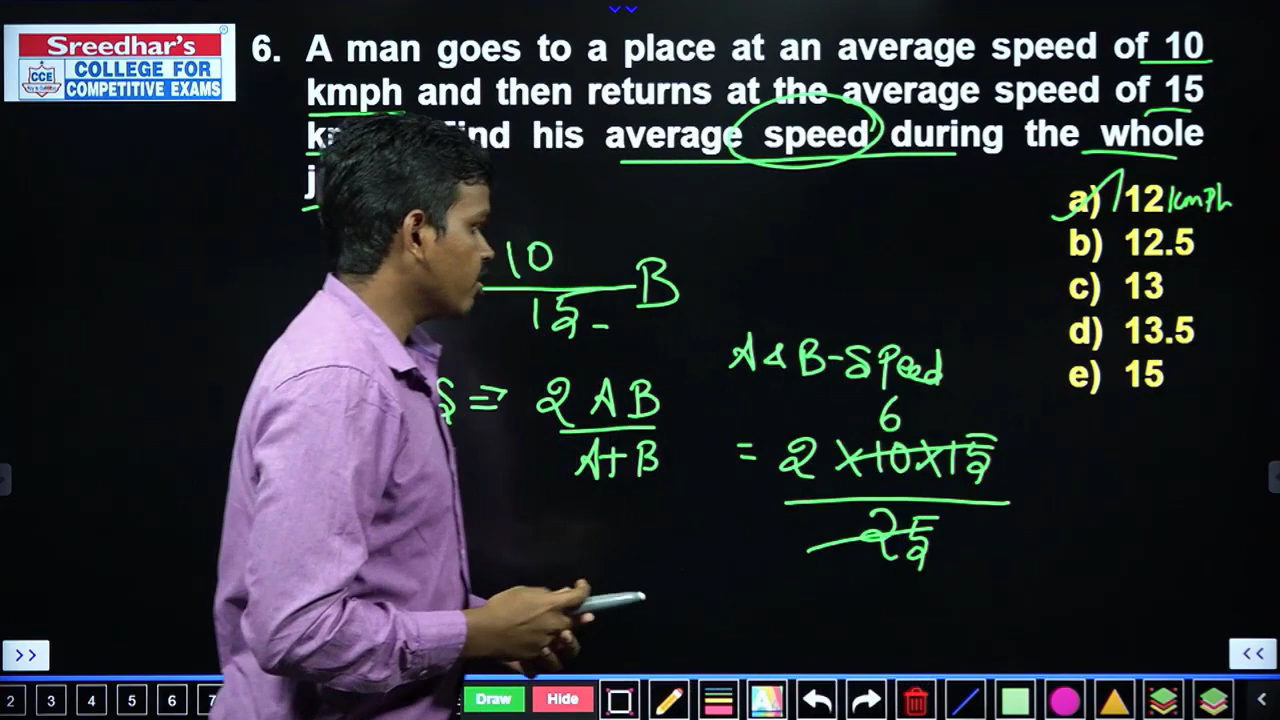 Sreedhar's
CCE
COLLEGE FOR
COMPETITIVE EXAMS
6. A man goes to a place at an average speed of 10
kmph and then returns at the average speed of 15
his average speed during the whole
a) 12 kmph
b) 12.5
c) 13
d) 13.5
e) 15
10
B
15
A & B - Speed
S => 2 A B
A + B
6
= 2 × 10 × 15
25
>>
<<
2 3 4 5 6 7
Draw
Hide